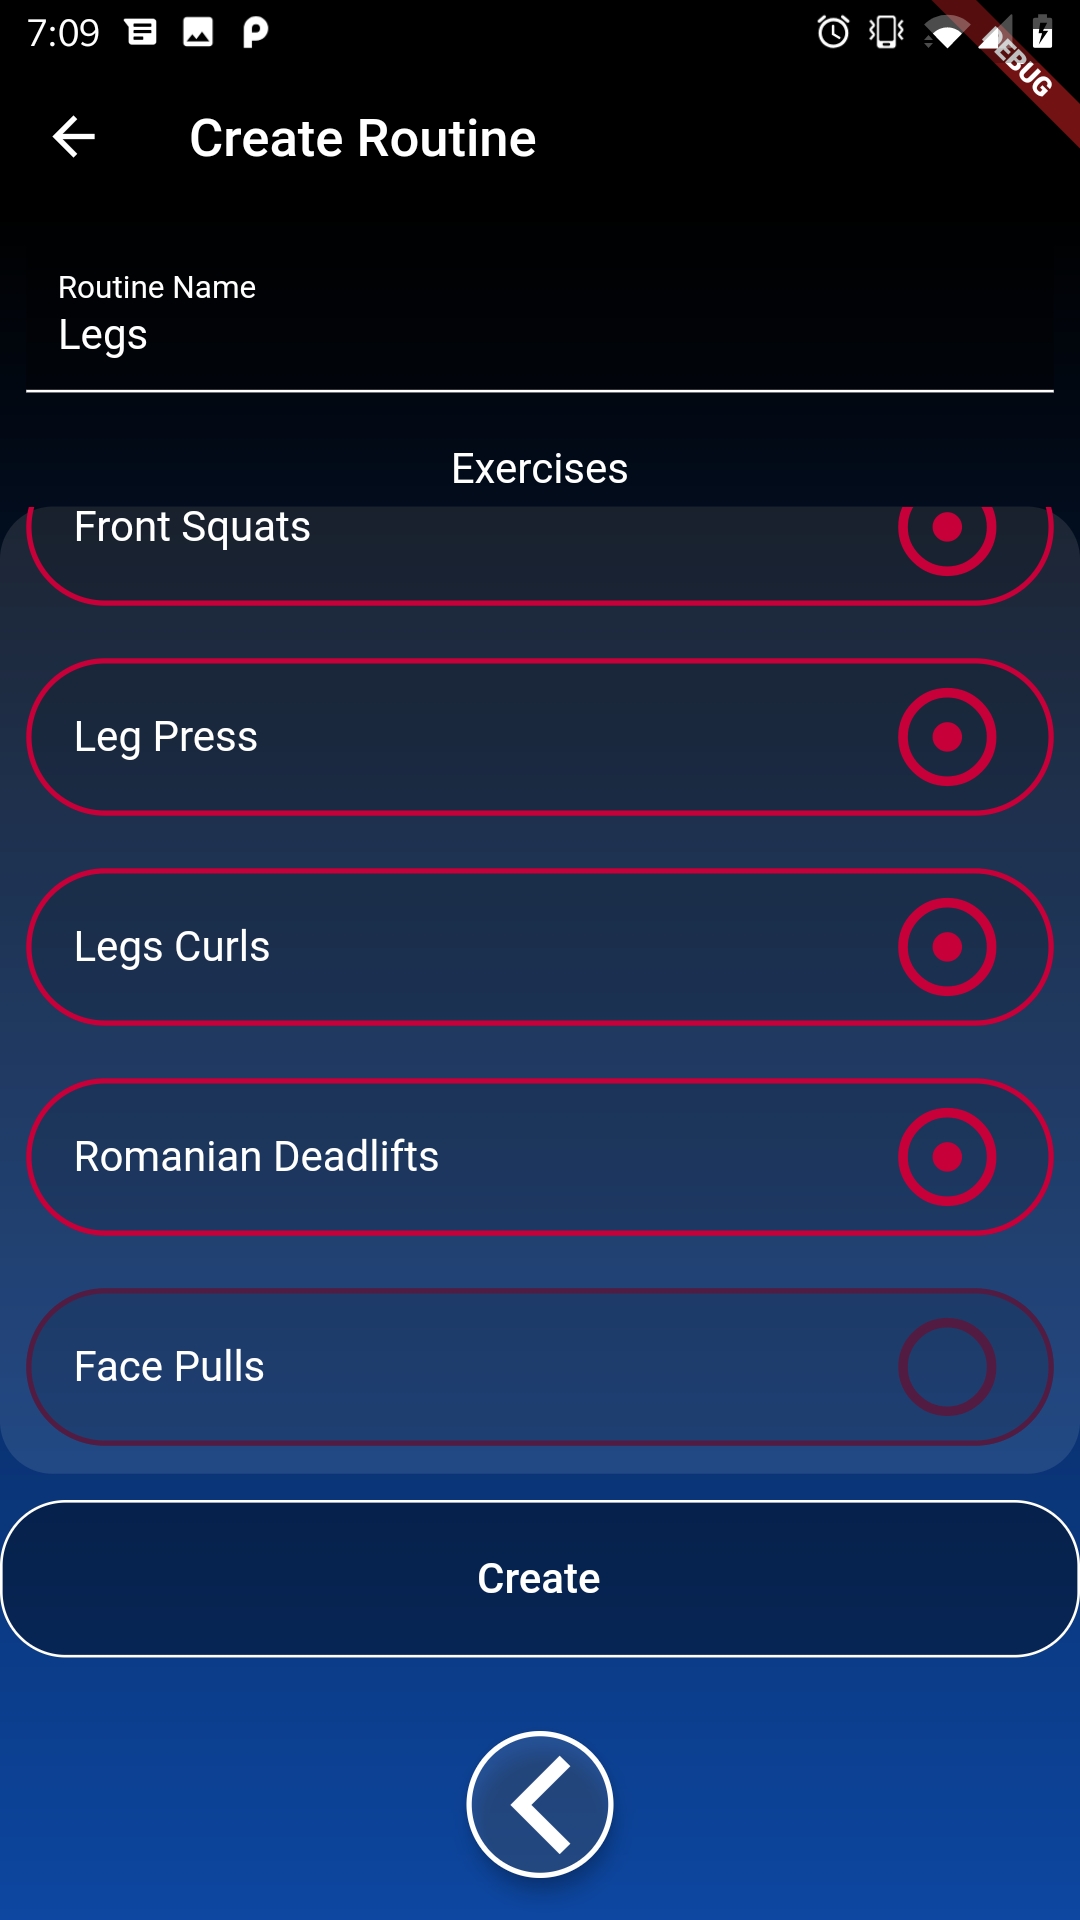 7:09
DEBUG
Create Routine
Routine Name
Legs
Exercises
Front Squats
Leg Press
Legs Curls
Romanian Deadlifts
Face Pulls
Create